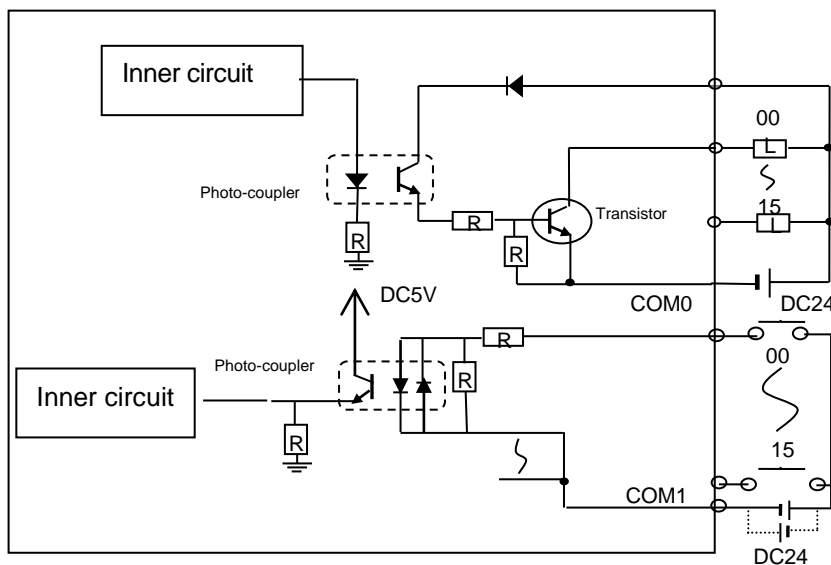 Inner circuit
00
L
Photo-coupler
R
Transistor
15
L
R
R
DC5V
COM0
DC24
Photo-coupler
R
00
R
Inner circuit
R
15
COM1
DC24